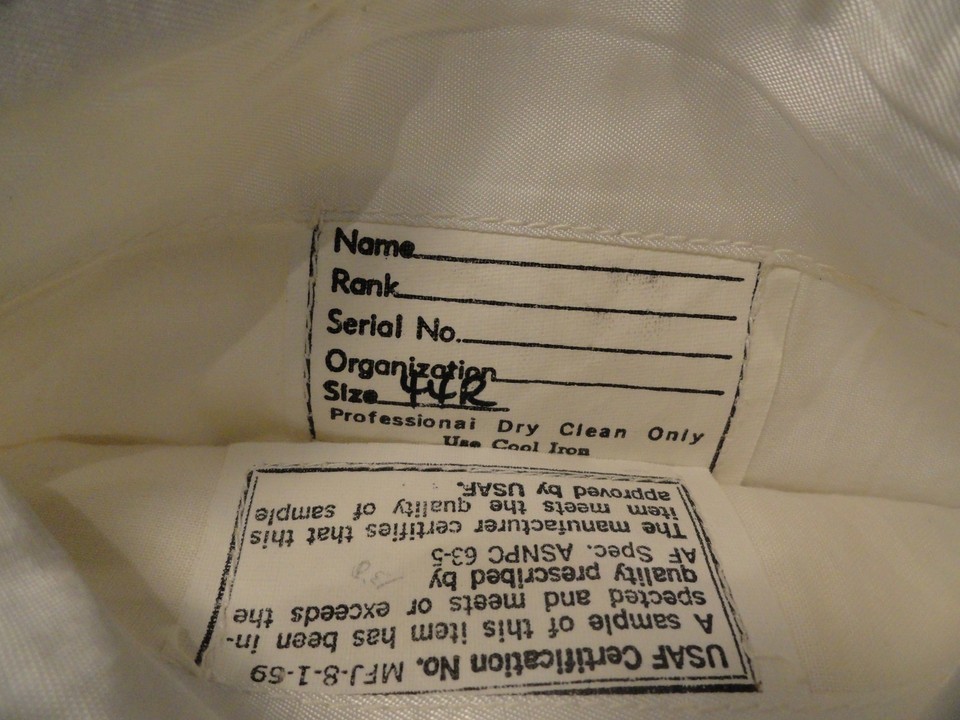 Name
Rank
Serial No.
Organization
Size 44R
Professional Dry Clean Only
Use Cool Iron
USAF Certification No. MFJ-8-1-59
A sample of this item has been in-
spected and meets or exceeds the
quality prescribed by
AF Spec. ASNPC 63-5
The manufacturer certifies that this
item meets the quality of sample
approved by USAF.